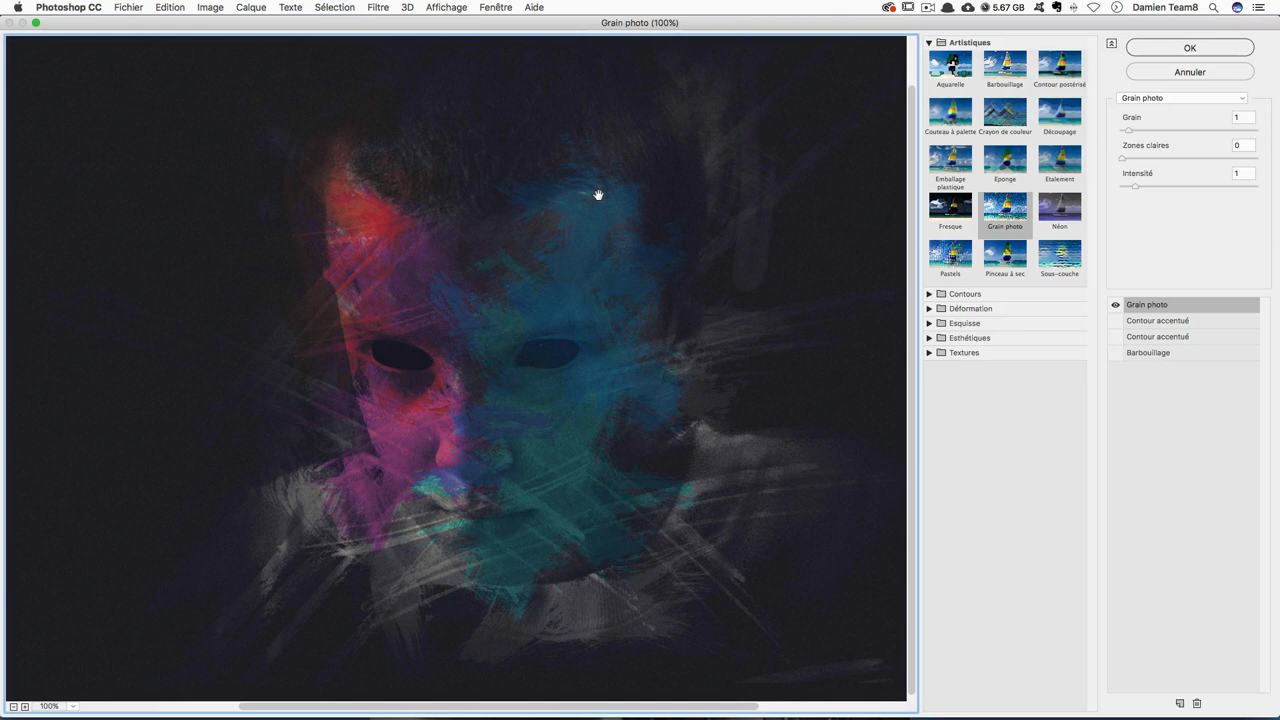 Photoshop CC Fichier Edition Image Calque Texte Sélection Filtre 3D Affichage Fenêtre Aide 5.67 GB Damien Team8
Grain photo (100%)
Artistiques
Aquarelle Barbouillage Contour postérisé
Couteau à palette Crayon de couleur Découpage
Emballage plastique Eponge Etalement
Fresque Grain photo Néon
Pastels Pinceau à sec Sous-couche
Contours
Déformation
Esquisse
Esthétiques
Textures
OK
Annuler
Grain photo
Grain 1
Zones claires 0
Intensité 1
Grain photo
Contour accentué
Contour accentué
Barbouillage
100%